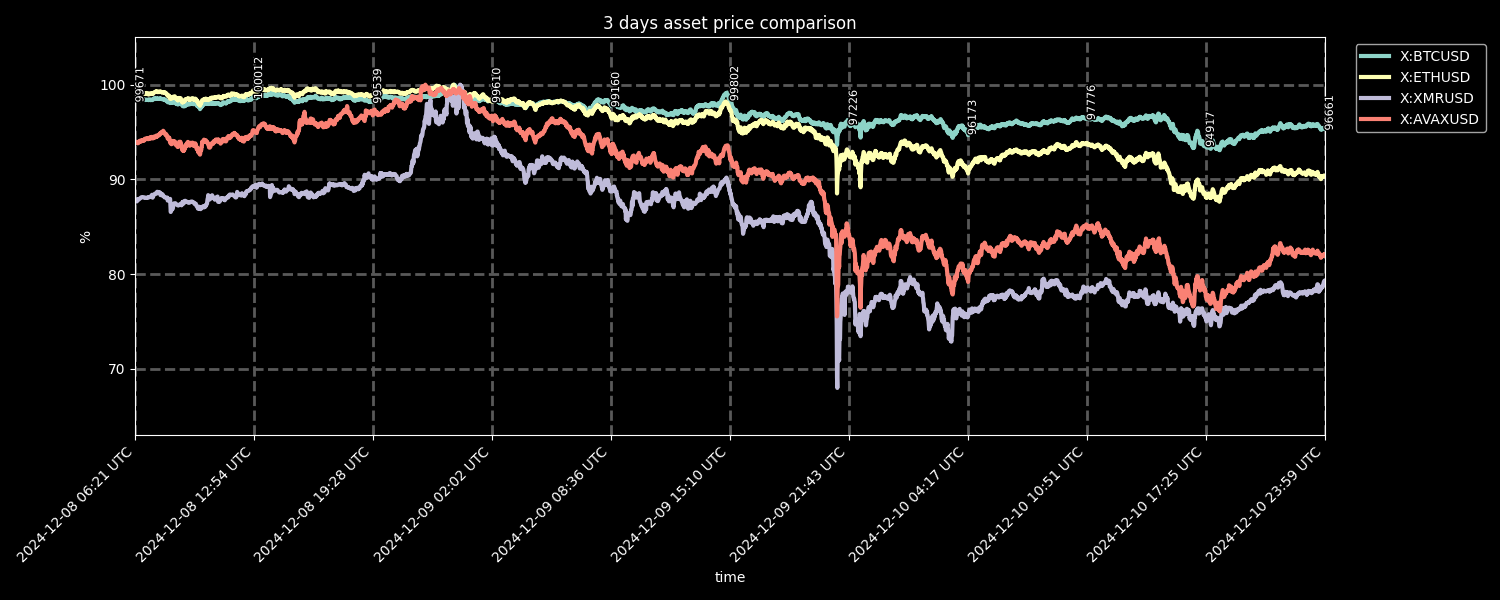 3 days asset price comparison
X:BTCUSD
X:ETHUSD
X:XMRUSD
X:AVAXUSD
99671
100012
99539
99610
99160
99802
97226
96173
97776
94917
96661
100
90
80
70
%
2024-12-08 06:21 UTC
2024-12-08 12:54 UTC
2024-12-08 19:28 UTC
2024-12-09 02:02 UTC
2024-12-09 08:36 UTC
2024-12-09 15:10 UTC
2024-12-09 21:43 UTC
2024-12-10 04:17 UTC
2024-12-10 10:51 UTC
2024-12-10 17:25 UTC
2024-12-10 23:59 UTC
time